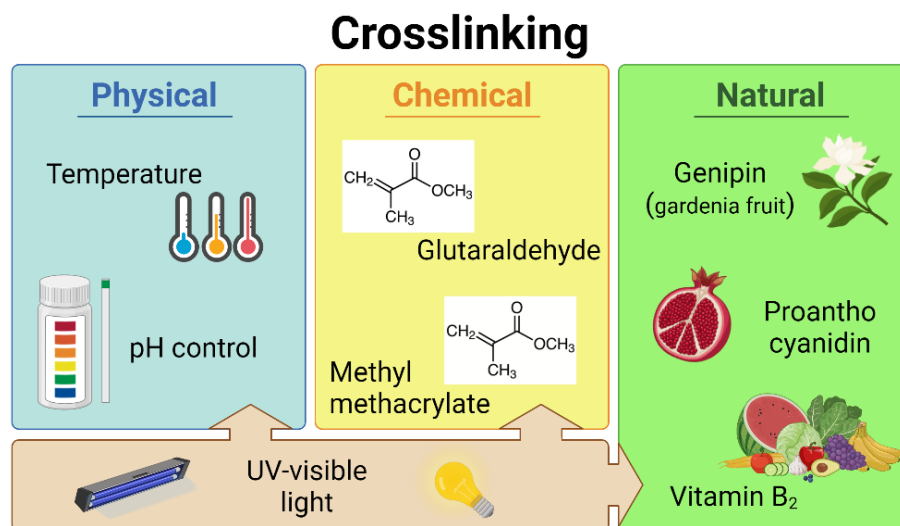 Crosslinking
Physical
Temperature
pH control
Chemical
CH₂
O
OCH₃
CH₃
Glutaraldehyde
CH₂
O
OCH₃
CH₃
Methyl
methacrylate
Natural
Genipin
(gardenia fruit)
Proantho
cyanidin
Vitamin B₂
UV-visible
light